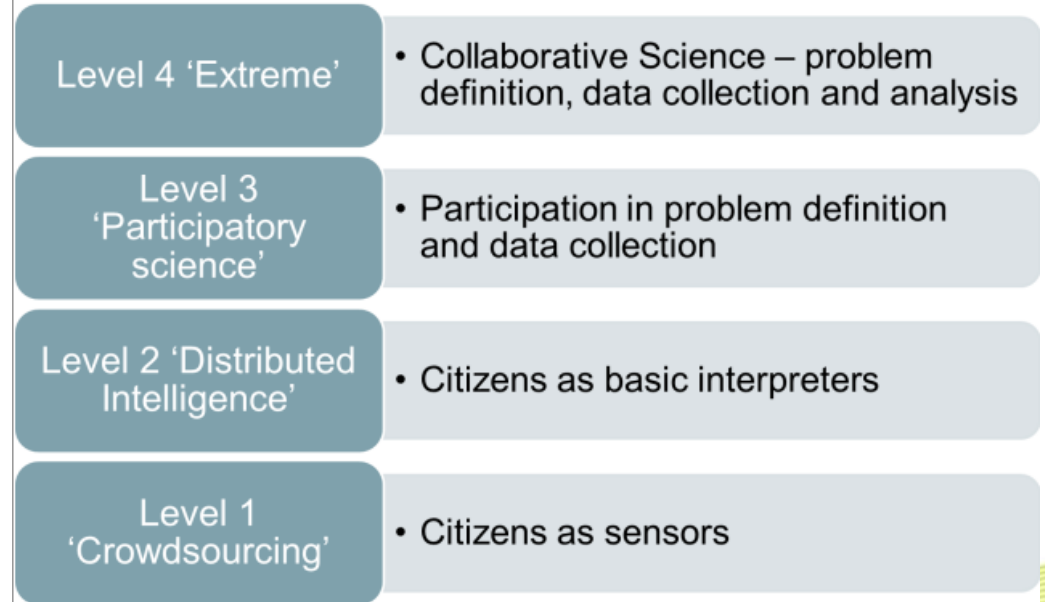 Level 4 ‘Extreme’
• Collaborative Science – problem
definition, data collection and analysis
Level 3
‘Participatory
science’
• Participation in problem definition
and data collection
Level 2 ‘Distributed
Intelligence’
• Citizens as basic interpreters
Level 1
‘Crowdsourcing’
• Citizens as sensors